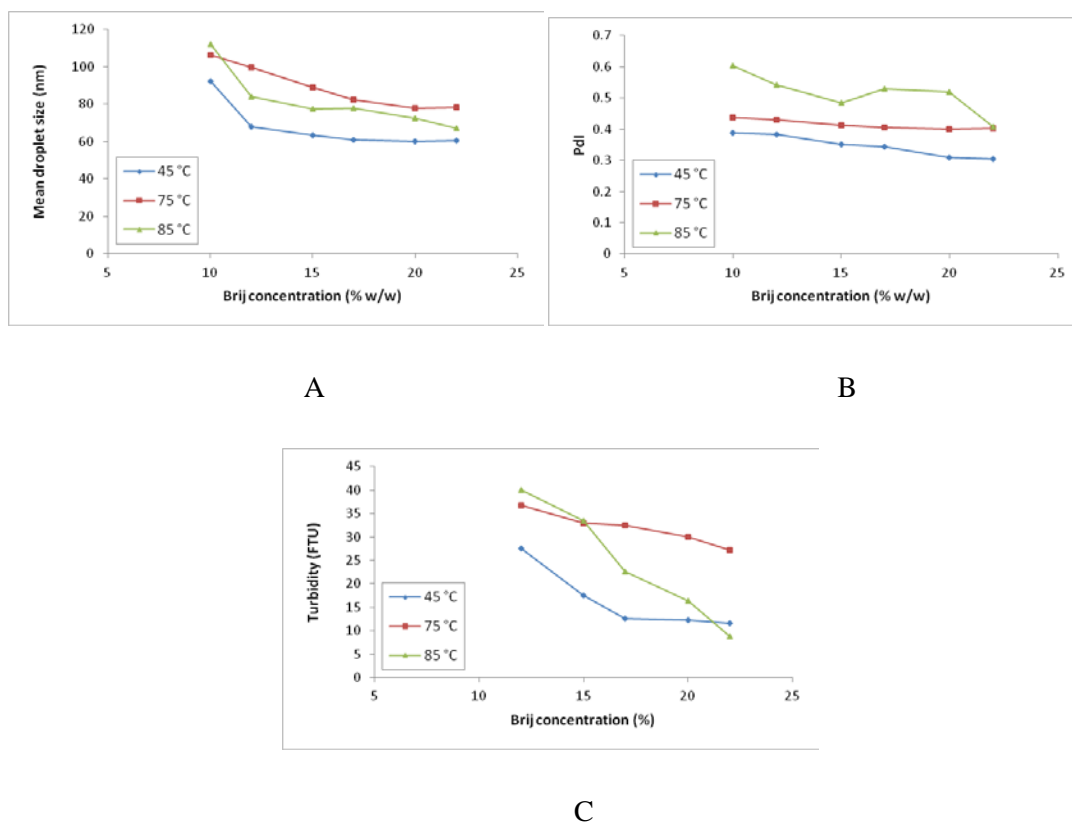 120
100
80
60
40
20
0
Mean droplet size (nm)
45 °C
75 °C
85 °C
5 10 15 20 25
Brij concentration (% w/w)
A
0.7
0.6
0.5
0.4
0.3
0.2
0.1
0
PdI
45 °C
75 °C
85 °C
5 10 15 20 25
Brij concentration (% w/w)
B
45
40
35
30
25
20
15
10
5
0
Turbidity (FTU)
45 °C
75 °C
85 °C
5 10 15 20 25
Brij concentration (%)
C